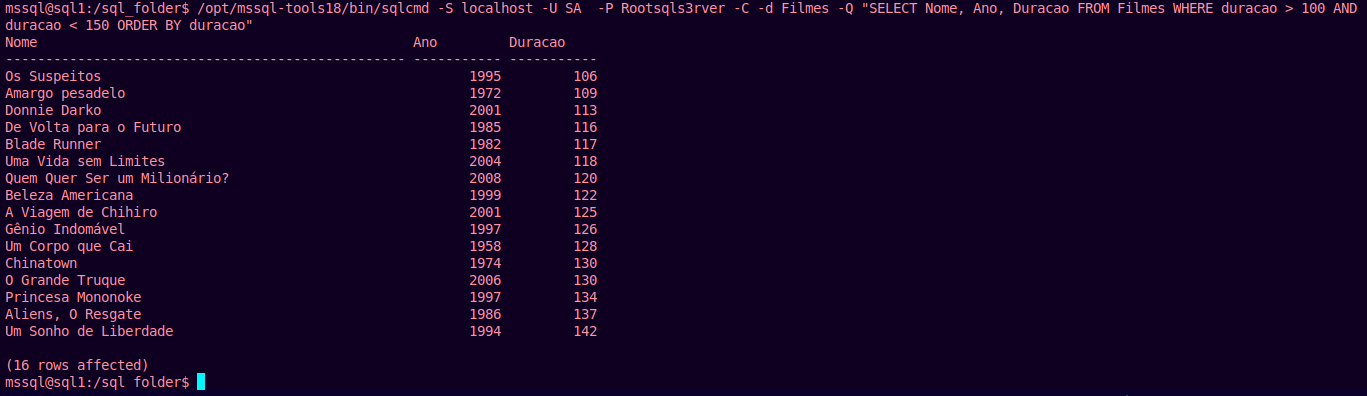 mssql@sql1:/sql_folder$ /opt/mssql-tools18/bin/sqlcmd -S localhost -U SA  -P Rootsqls3rver -C -d Filmes -Q "SELECT Nome, Ano, Duracao FROM Filmes WHERE duracao > 100 AND
duracao < 150 ORDER BY duracao"
Nome                                               Ano         Duracao
-------------------------------------------------- ----------- -----------
Os Suspeitos                                              1995         106
Amargo pesadelo                                           1972         109
Donnie Darko                                              2001         113
De Volta para o Futuro                                    1985         116
Blade Runner                                              1982         117
Uma Vida sem Limites                                      2004         118
Quem Quer Ser um Milionário?                              2008         120
Beleza Americana                                          1999         122
A Viagem de Chihiro                                       2001         125
Gênio Indomável                                           1997         126
Um Corpo que Cai                                          1958         128
Chinatown                                                 1974         130
O Grande Truque                                           2006         130
Princesa Mononoke                                         1997         134
Aliens, O Resgate                                         1986         137
Um Sonho de Liberdade                                     1994         142

(16 rows affected)
mssql@sql1:/sql folder$